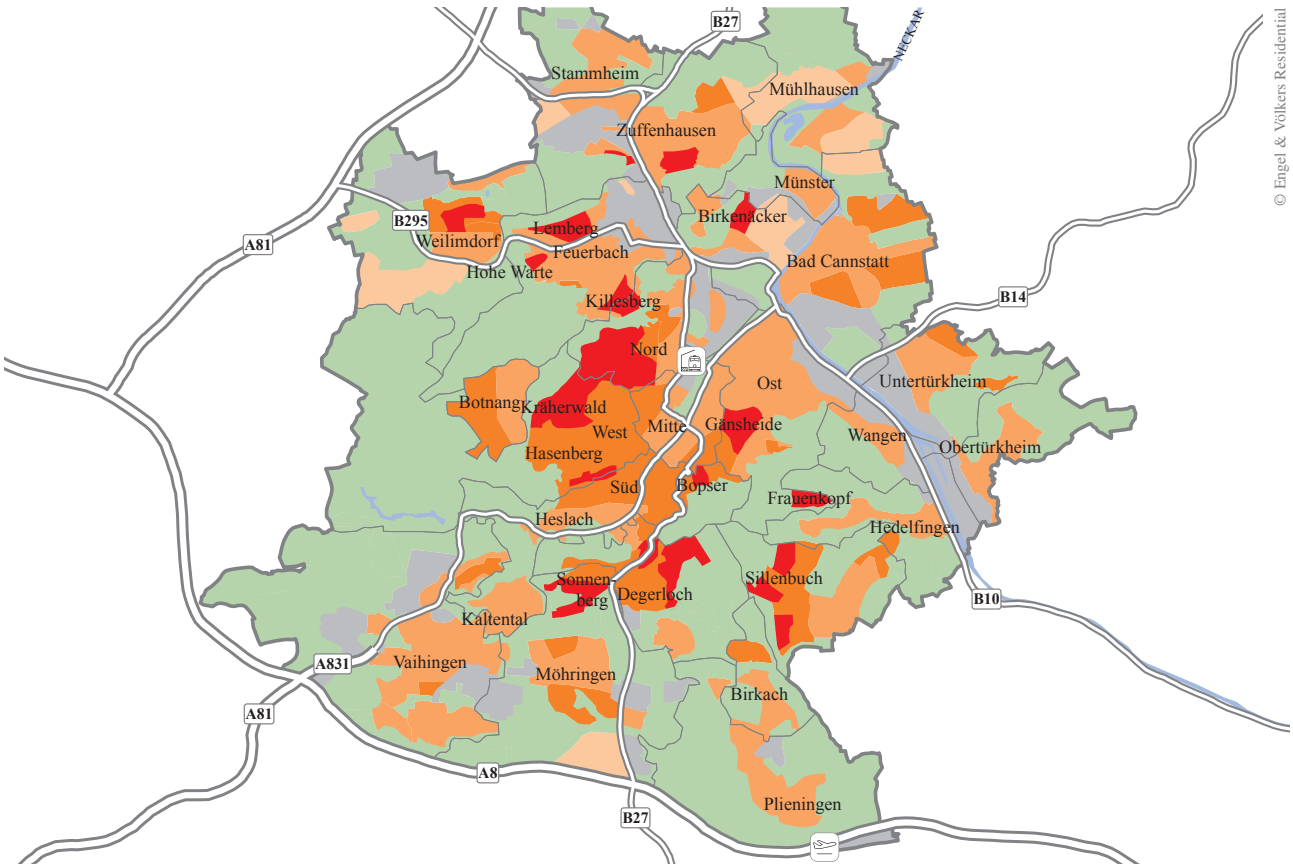 B27
NECKAR
© Engel & Völkers Residential
Stammheim
Mühlhausen
Zuffenhausen
Münster
Birkenäcker
B295
Lemberg
Weilimdorf
A81
Feuerbach
Bad Cannstatt
Hohe Warte
B14
Killesberg
Nord
Ost
Untertürkheim
Botnang
Kräherwald
Mitte
Gänsheide
West
Wangen
Obertürkheim
Hasenberg
Süd
Bopser
Frauenkopf
Heslach
Hedelfingen
Sonnen-
berg
Degerloch
Sillenbuch
B10
Kaltental
A831
Vaihingen
Möhringen
Birkach
A81
A8
Plieningen
B27